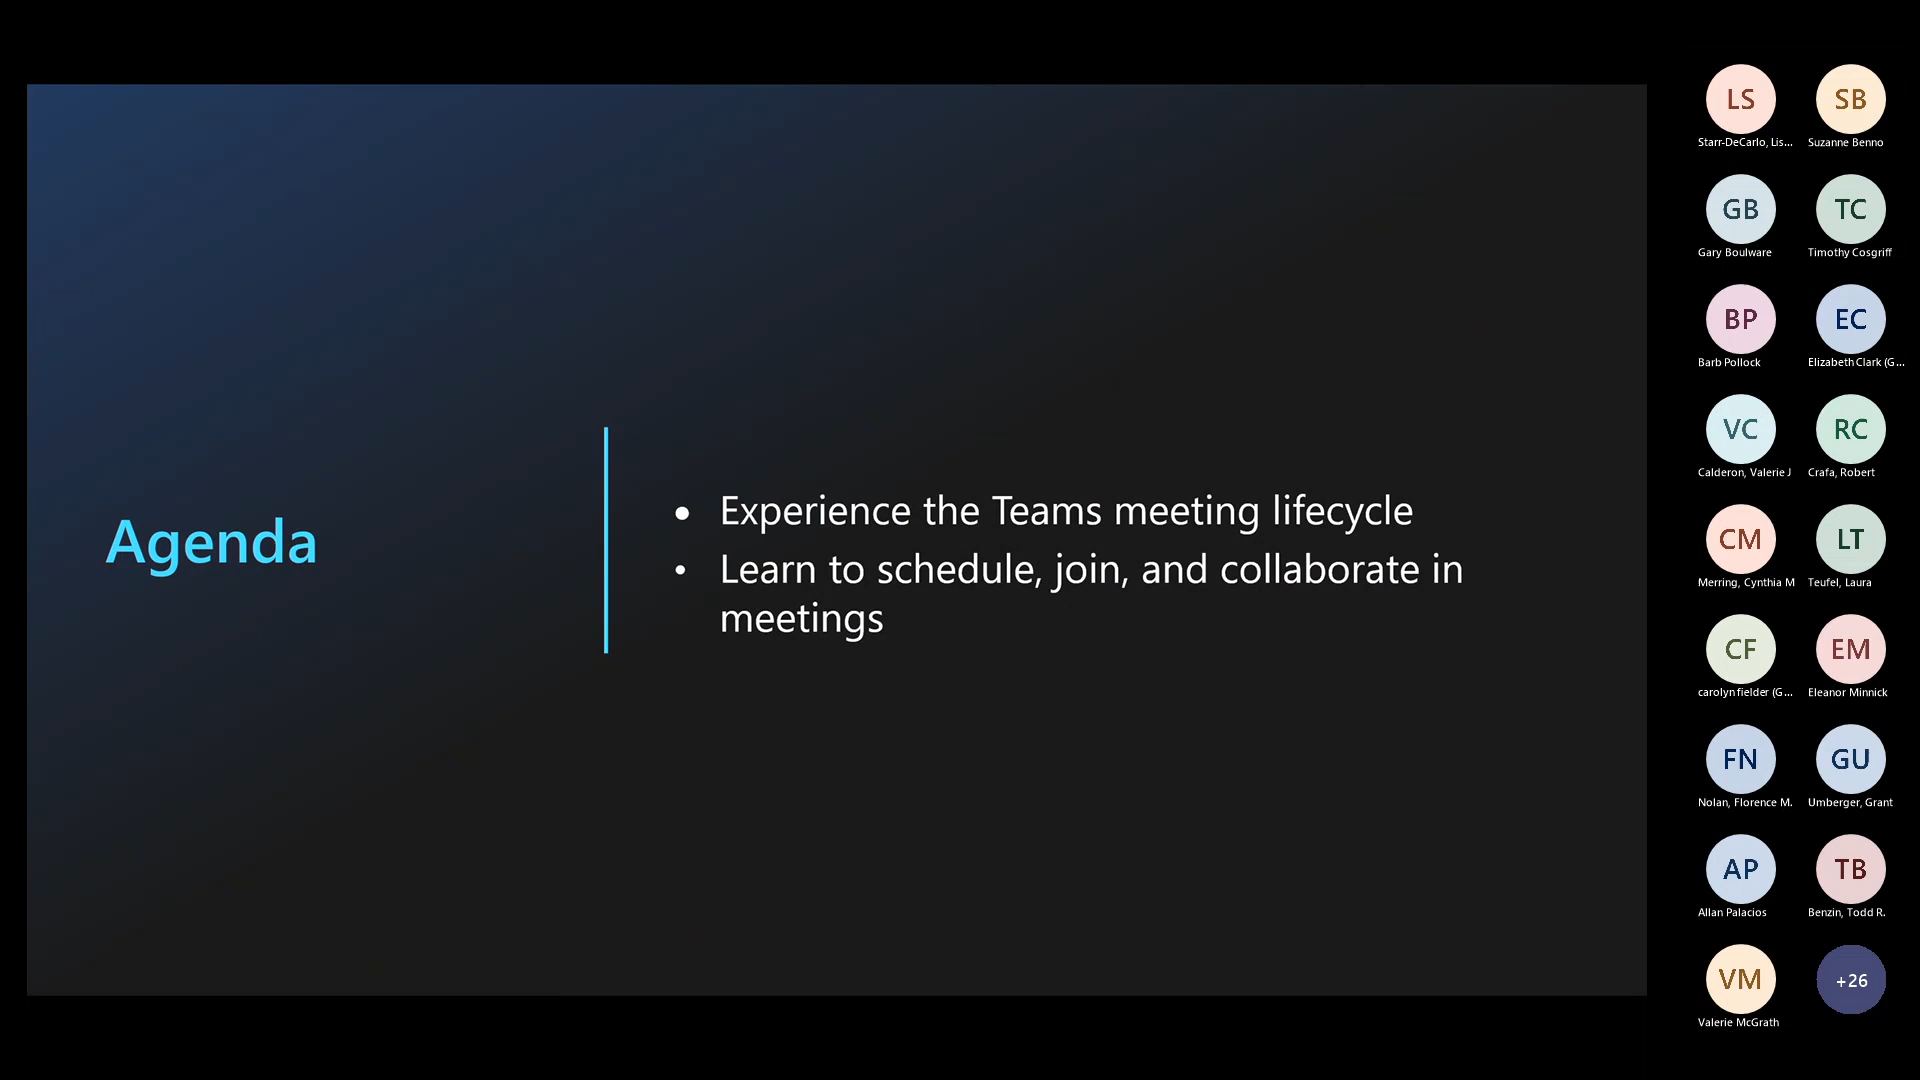 Agenda
• Experience the Teams meeting lifecycle
• Learn to schedule, join, and collaborate in
meetings
LS
Starr-DeCarlo, Lis...
SB
Suzanne Benno
GB
Gary Boulware
TC
Timothy Cosgriff
BP
Barb Pollock
EC
Elizabeth Clark (G...
VC
Calderon, Valerie J
RC
Crafa, Robert
CM
Merring, Cynthia M
LT
Teufel, Laura
CF
carolyn fielder (G...
EM
Eleanor Minnick
FN
Nolan, Florence M.
GU
Umberger, Grant
AP
Allan Palacios
TB
Benzin, Todd R.
VM
Valerie McGrath
+26